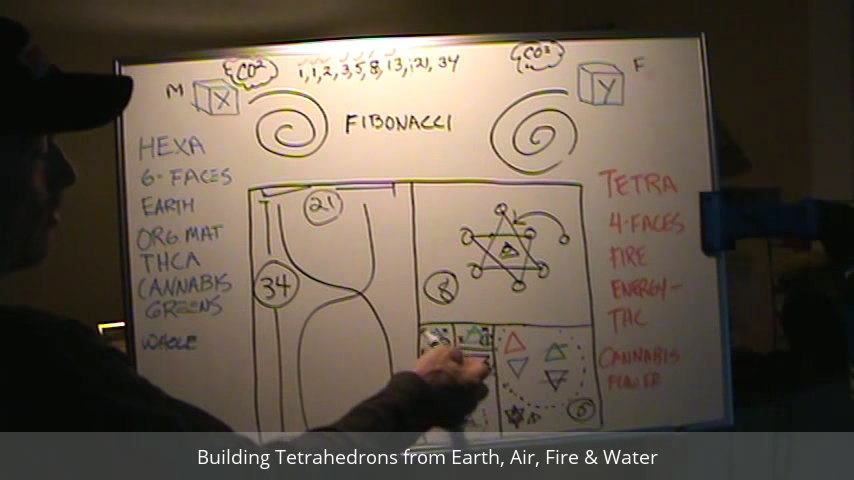 CO² 1,1,2,3,5,8,13,21,34 CO³
M X Y F
FIBONACCI
HEXA
6-FACES
EARTH
ORG. MAT
THCA
CANNABIS
GREENS
WHOLE
21
34
8
5
TETRA
4-FACES
FIRE
ENERGY-
THC
CANNABIS
Building Tetrahedrons from Earth, Air, Fire & Water